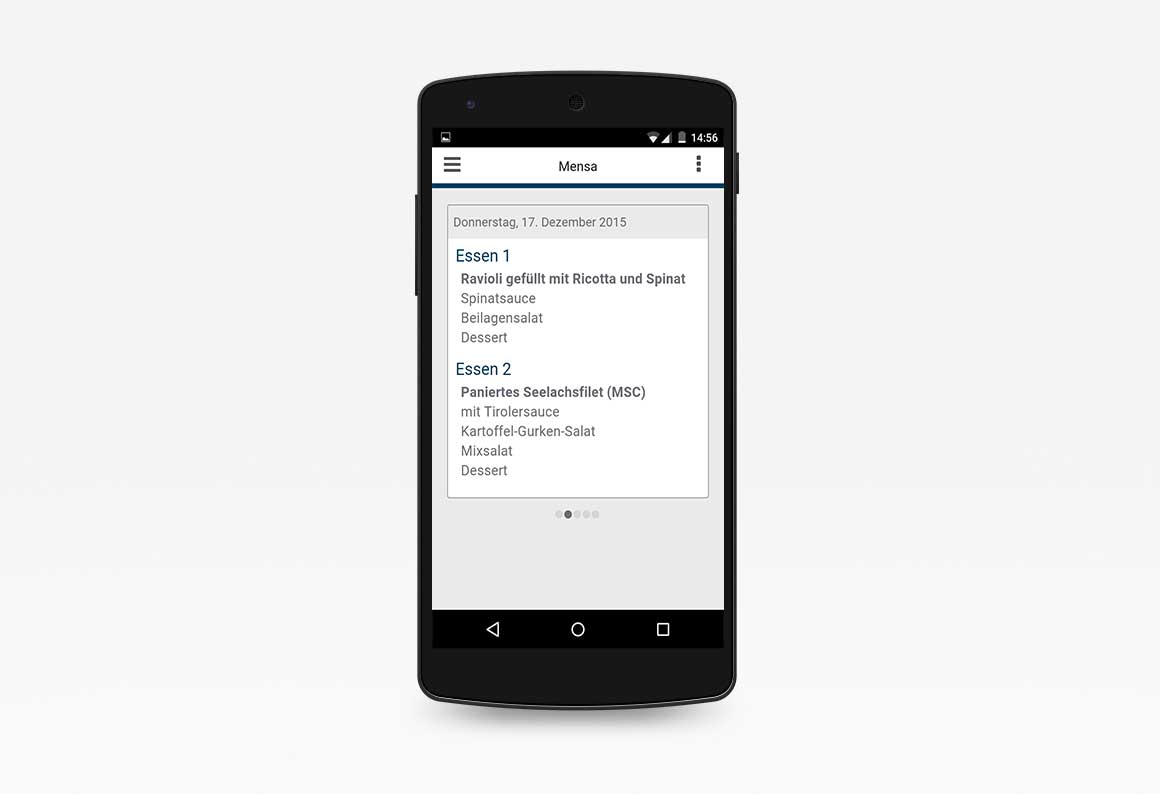 14:56
Mensa
Donnerstag, 17. Dezember 2015
Essen 1
Ravioli gefüllt mit Ricotta und Spinat
Spinatsauce
Beilagensalat
Dessert
Essen 2
Paniertes Seelachsfilet (MSC)
mit Tirolersauce
Kartoffel-Gurken-Salat
Mixsalat
Dessert